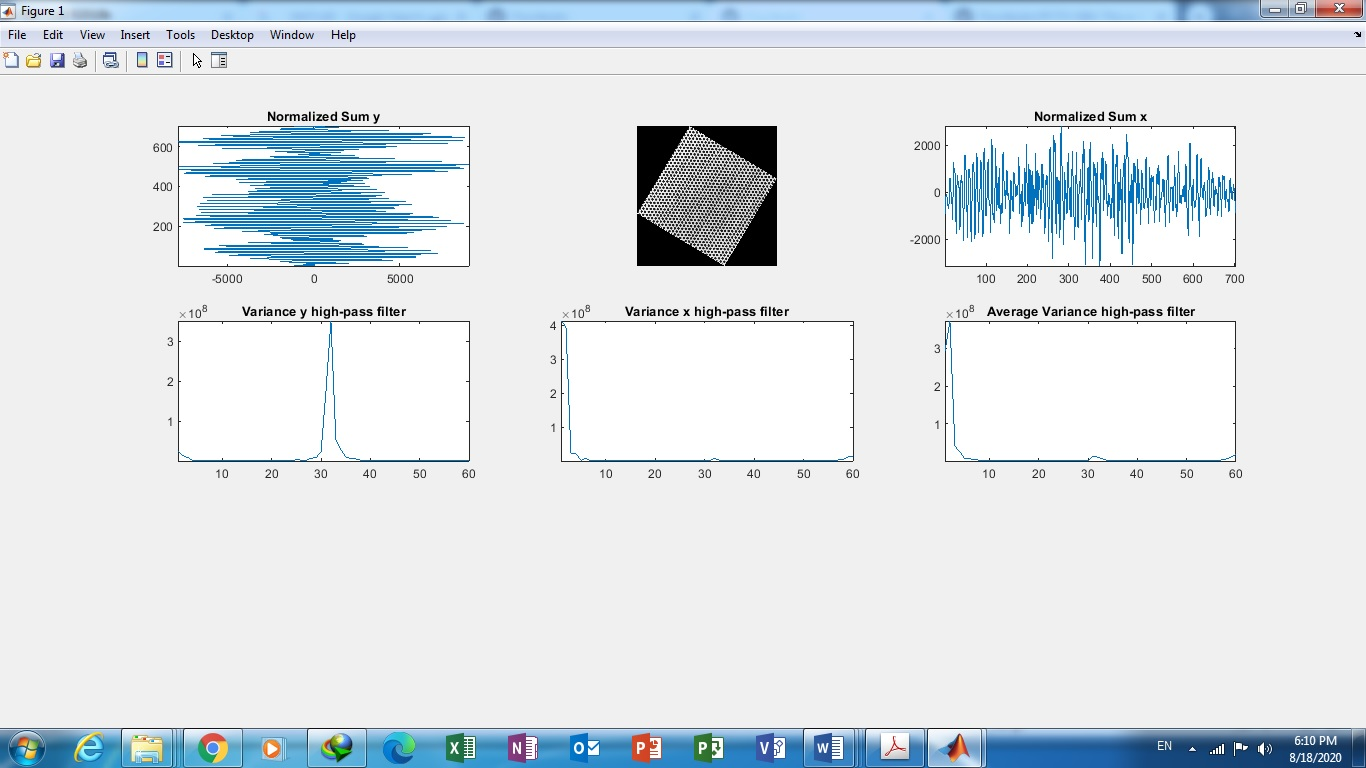 Figure 1
File Edit View Insert Tools Desktop Window Help
Normalized Sum y
600
400
200
-5000 0 5000
Normalized Sum x
2000
0
-2000
100 200 300 400 500 600 700
Variance y high-pass filter
×10^8
3
2
1
10 20 30 40 50 60
Variance x high-pass filter
×10^8
4
3
2
1
10 20 30 40 50 60
Average Variance high-pass filter
×10^8
3
2
1
10 20 30 40 50 60
EN
6:10 PM
8/18/2020